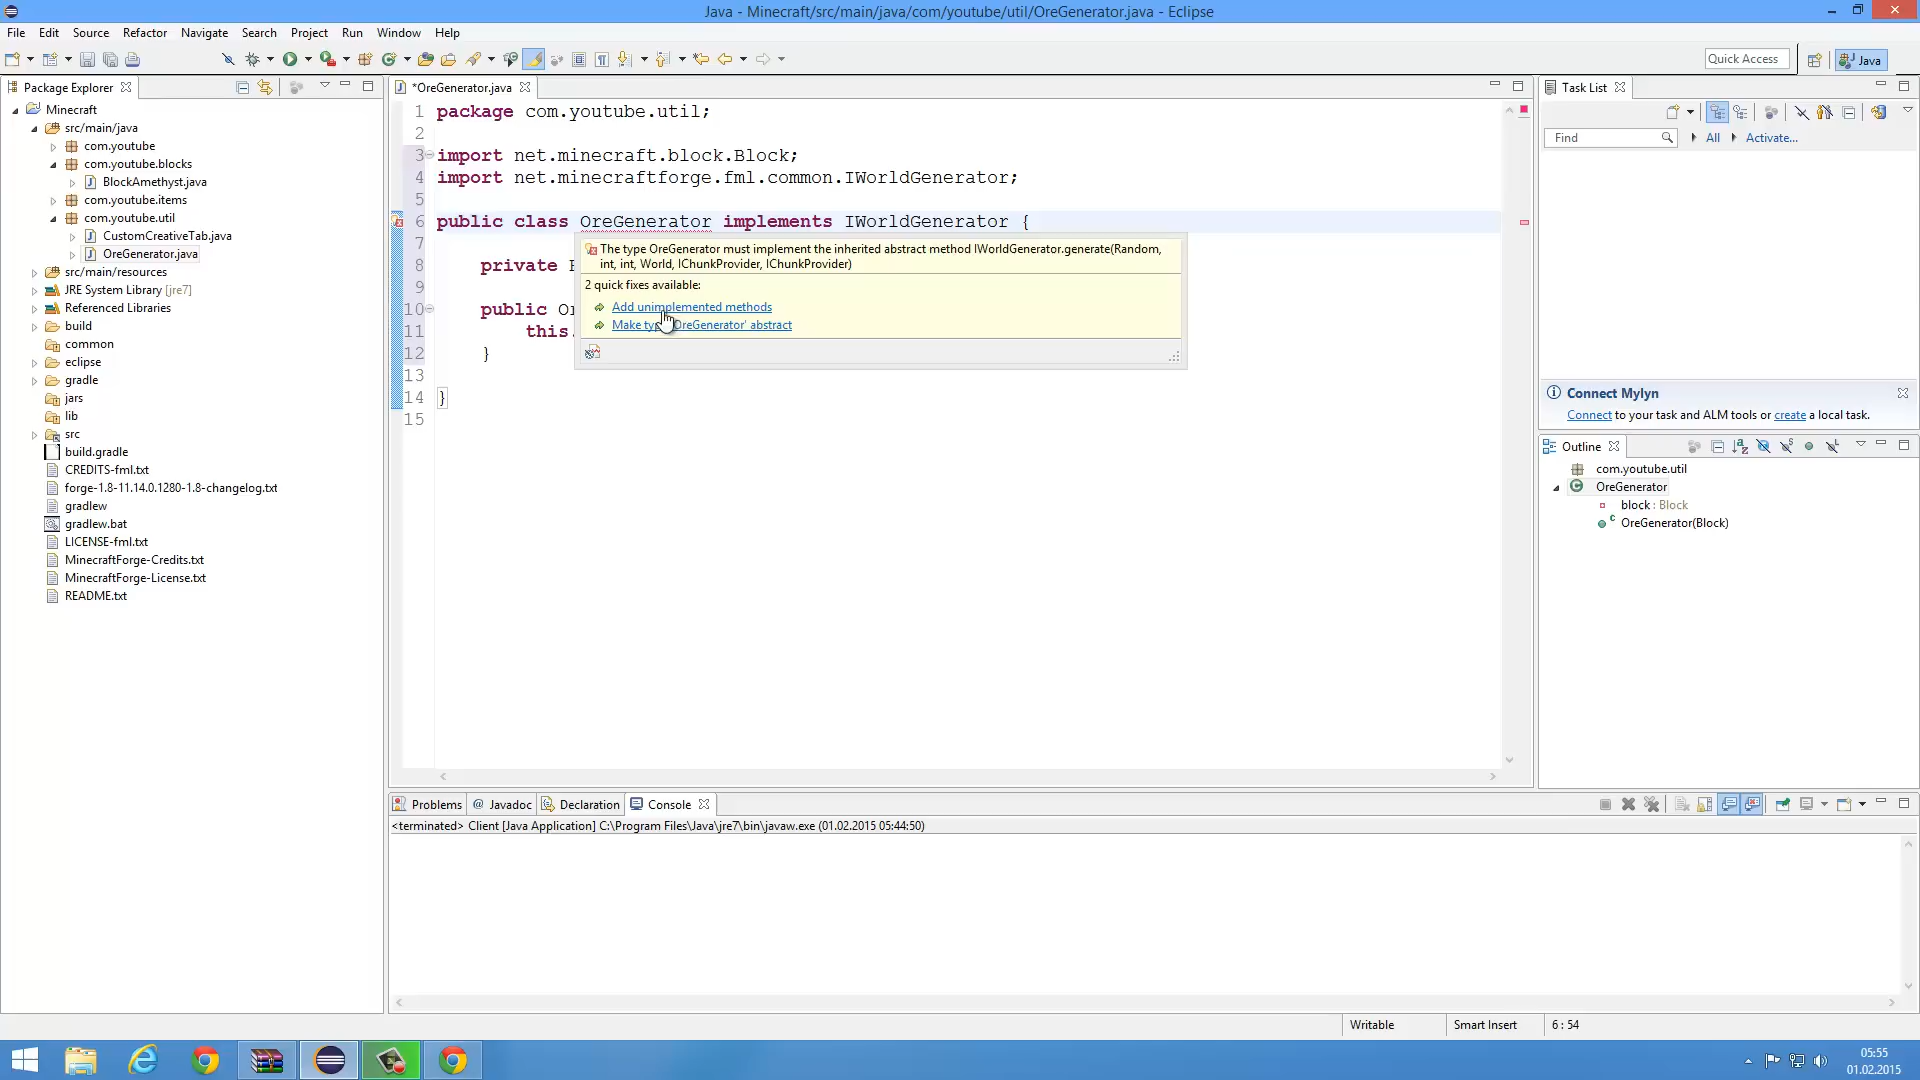 Java - Minecraft/src/main/java/com/youtube/util/OreGenerator.java - Eclipse
File Edit Source Refactor Navigate Search Project Run Window Help
Quick Access
Java
Package Explorer
Minecraft
src/main/java
com.youtube
com.youtube.blocks
BlockAmethyst.java
com.youtube.items
com.youtube.util
CustomCreativeTab.java
OreGenerator.java
src/main/resources
JRE System Library [jre7]
Referenced Libraries
build
common
eclipse
gradle
jars
lib
src
build.gradle
CREDITS-fml.txt
forge-1.8-11.14.0.1280-1.8-changelog.txt
gradlew
gradlew.bat
LICENSE-fml.txt
MinecraftForge-Credits.txt
MinecraftForge-License.txt
README.txt
*OreGenerator.java
1 package com.youtube.util;
2
3 import net.minecraft.block.Block;
4 import net.minecraftforge.fml.common.IWorldGenerator;
5
6 public class OreGenerator implements IWorldGenerator {
7
8 private
9
10 public
11 this.
12 }
13
14 }
15
The type OreGenerator must implement the inherited abstract method IWorldGenerator.generate(Random,
int, int, World, IChunkProvider, IChunkProvider)
2 quick fixes available:
Add unimplemented methods
Make type 'OreGenerator' abstract
Task List
Find
All
Activate...
Connect Mylyn
Connect to your task and ALM tools or create a local task.
Outline
com.youtube.util
OreGenerator
block : Block
OreGenerator(Block)
Problems @ Javadoc Declaration Console
<terminated> Client [Java Application] C:\Program Files\Java\jre7\bin\javaw.exe (01.02.2015 05:44:50)
Writable Smart Insert 6 : 54
05:55
01.02.2015